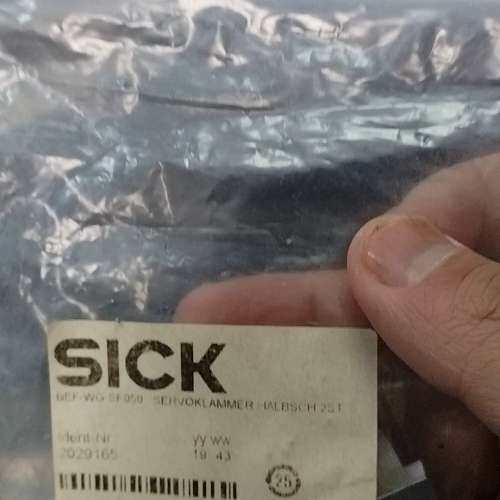 SICK
BEF-WG-SF050 SERVOKLAMMER HALBSCH 2ST
Ident-Nr. yy ww
2029165 19 43
25